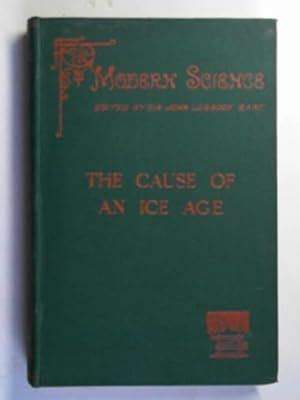 MODERN SCIENCE
EDITED BY SIR JOHN LUBBOCK BART.
THE CAUSE OF
AN ICE AGE